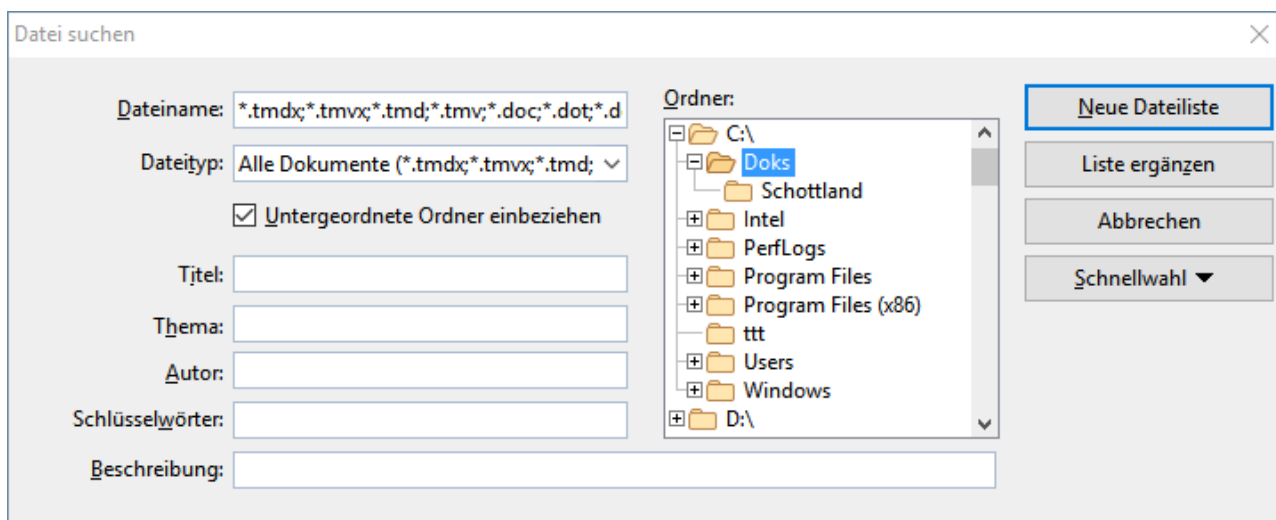 Datei suchen
Dateiname: *.tmdx;*.tmvx;*.tmd;*.tmv;*.doc;*.dot;*.d
Dateityp: Alle Dokumente (*.tmdx;*.tmvx;*.tmd;
Untergeordnete Ordner einbeziehen
Titel:
Thema:
Autor:
Schlüsselwörter:
Beschreibung:
Ordner:
C:\
Doks
Schottland
Intel
PerfLogs
Program Files
Program Files (x86)
ttt
Users
Windows
D:\
Neue Dateiliste
Liste ergänzen
Abbrechen
Schnellwahl